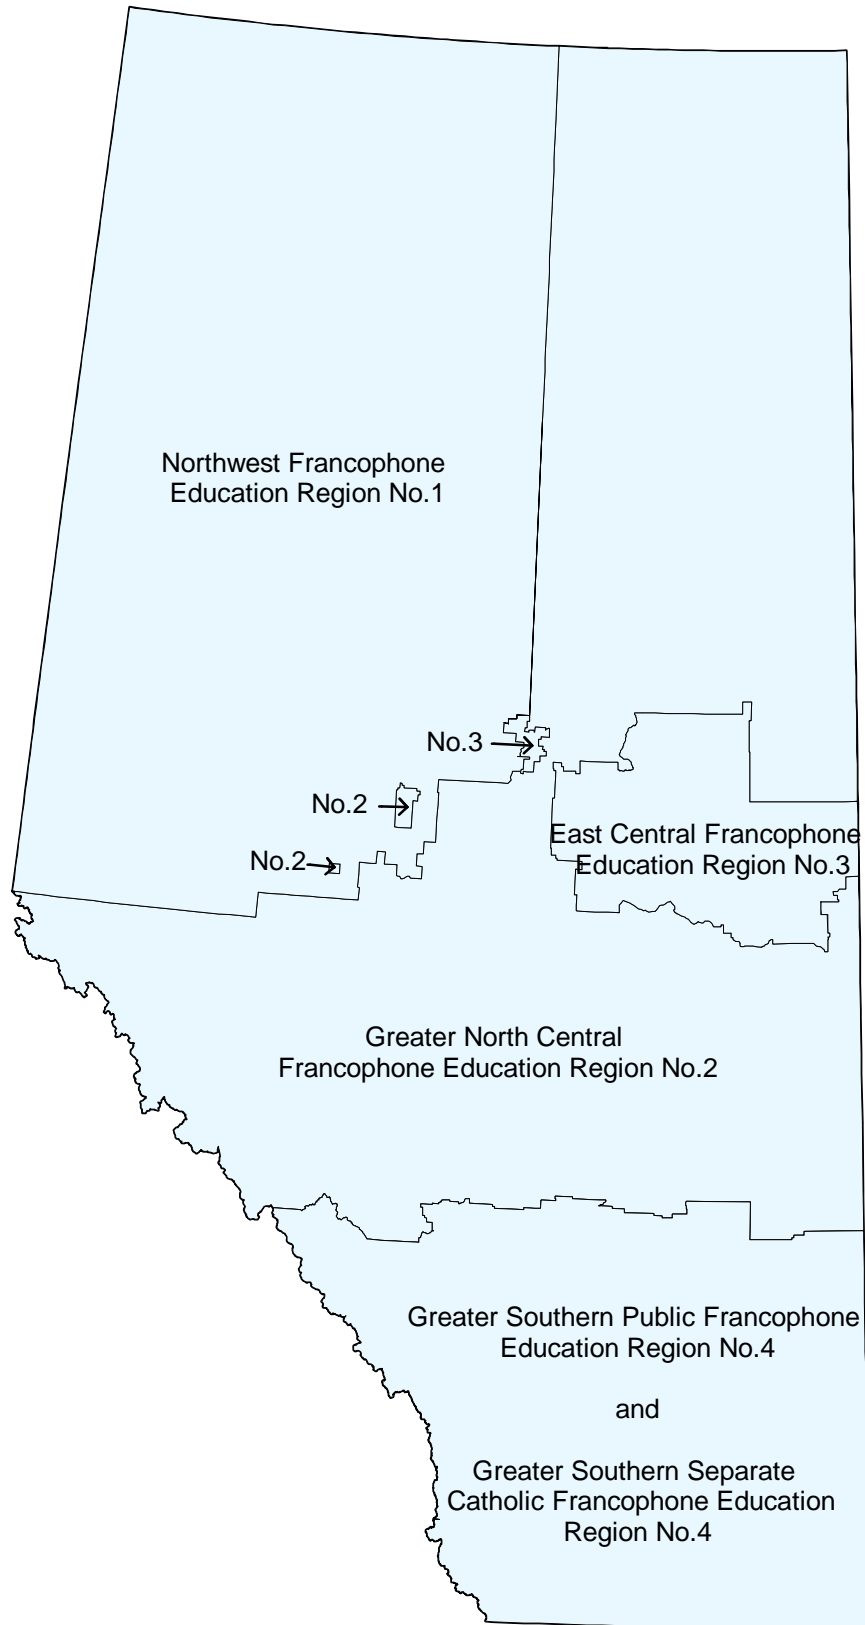 Northwest Francophone
Education Region No.1
No.3
No.2
No.2
East Central Francophone
Education Region No.3
Greater North Central
Francophone Education Region No.2
Greater Southern Public Francophone
Education Region No.4
and
Greater Southern Separate
Catholic Francophone Education
Region No.4